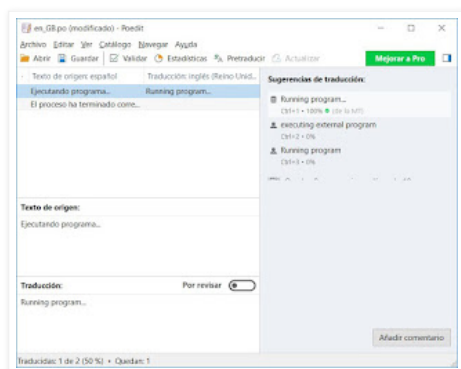 en_GB.po (modificado) - Poedit
Archivo Editar Ver Catálogo Navegar Ayuda
Abrir Guardar Validar Estadísticas Pretraducir Actualizar Mejorar a Pro
Texto de origen: español Traducción: inglés (Reino Unid...
Ejecutando programa... Running program...
El proceso ha terminado corre...
Sugerencias de traducción:
Running program...
Ctrl+1 • 100%
executing external program
Ctrl+2 • 0%
Running program
Ctrl+3 • 0%
Texto de origen:
Ejecutando programa...
Traducción: Por revisar
Running program...
Añadir comentario
Traducidas: 1 de 2 (50 %) • Quedan: 1